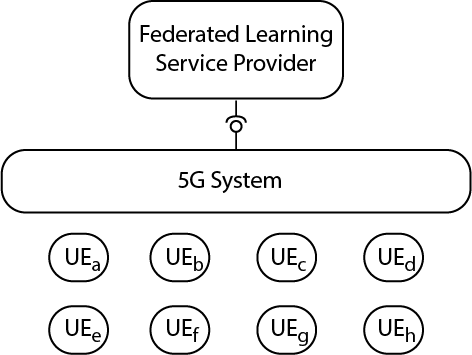 Federated Learning
Service Provider
5G System
UEa UEb UEc UEd
UEe UEf UEg UEh